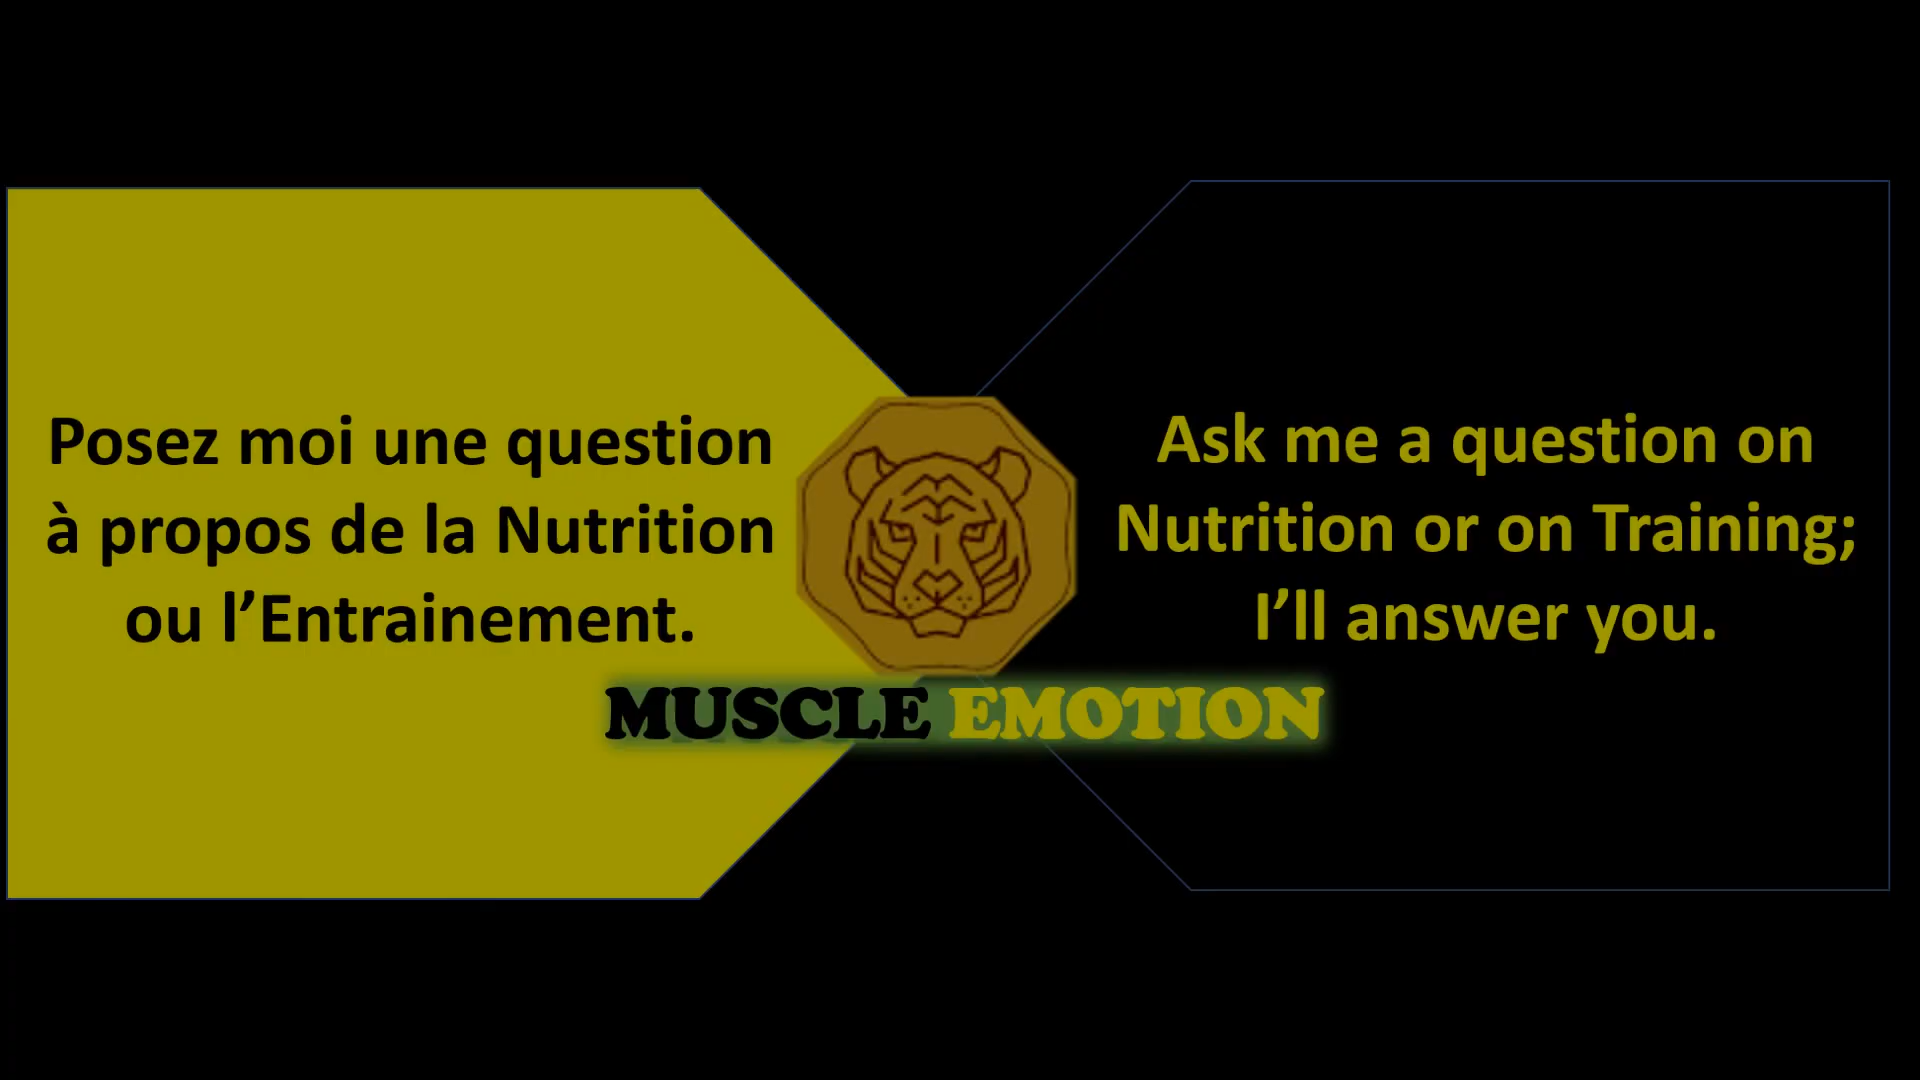 Posez moi une question
à propos de la Nutrition
ou l’Entrainement.
Ask me a question on
Nutrition or on Training;
I’ll answer you.
MUSCLE EMOTION